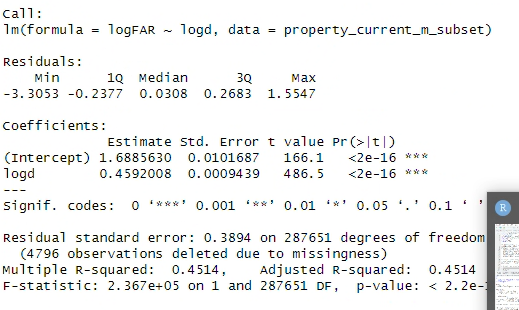 Call:
lm(formula = logFAR ~ logd, data = property_current_m_subset)
Residuals:
Min 1Q Median 3Q Max
-3.3053 -0.2377 0.0308 0.2683 1.5547
Coefficients:
Estimate Std. Error t value Pr(>|t|)
(Intercept) 1.6885630 0.0101687 166.1 <2e-16 ***
logd 0.4592008 0.0009439 486.5 <2e-16 ***
---
Signif. codes: 0 ‘***’ 0.001 ‘**’ 0.01 ‘*’ 0.05 ‘.’ 0.1 ‘ ’
Residual standard error: 0.3894 on 287651 degrees of freedom
(4796 observations deleted due to missingness)
Multiple R-squared: 0.4514, Adjusted R-squared: 0.4514
F-statistic: 2.367e+05 on 1 and 287651 DF, p-value: < 2.2e-
R